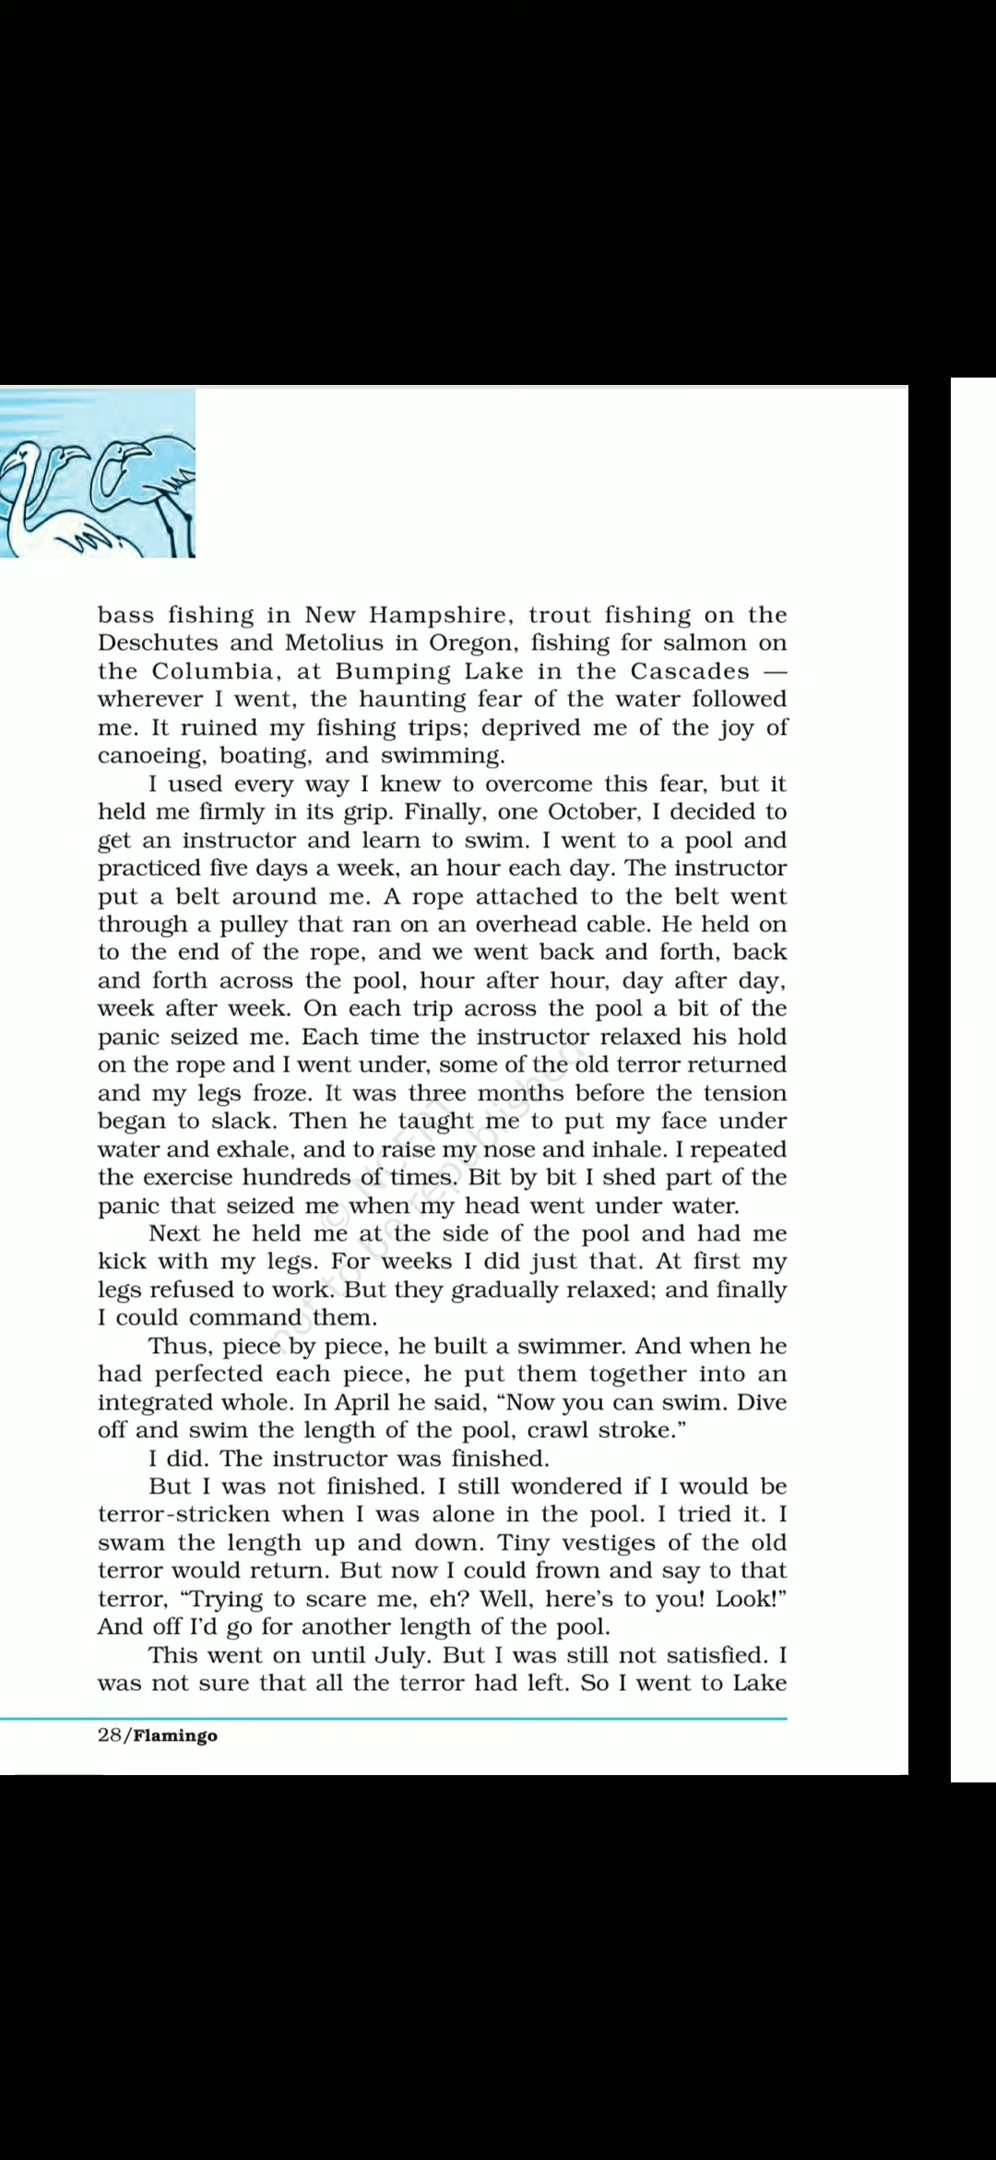 bass fishing in New Hampshire, trout fishing on the
Deschutes and Metolius in Oregon, fishing for salmon on
the Columbia, at Bumping Lake in the Cascades —
wherever I went, the haunting fear of the water followed
me. It ruined my fishing trips; deprived me of the joy of
canoeing, boating, and swimming.
I used every way I knew to overcome this fear, but it
held me firmly in its grip. Finally, one October, I decided to
get an instructor and learn to swim. I went to a pool and
practiced five days a week, an hour each day. The instructor
put a belt around me. A rope attached to the belt went
through a pulley that ran on an overhead cable. He held on
to the end of the rope, and we went back and forth, back
and forth across the pool, hour after hour, day after day,
week after week. On each trip across the pool a bit of the
panic seized me. Each time the instructor relaxed his hold
on the rope and I went under, some of the old terror returned
and my legs froze. It was three months before the tension
began to slack. Then he taught me to put my face under
water and exhale, and to raise my nose and inhale. I repeated
the exercise hundreds of times. Bit by bit I shed part of the
panic that seized me when my head went under water.
Next he held me at the side of the pool and had me
kick with my legs. For weeks I did just that. At first my
legs refused to work. But they gradually relaxed; and finally
I could command them.
Thus, piece by piece, he built a swimmer. And when he
had perfected each piece, he put them together into an
integrated whole. In April he said, “Now you can swim. Dive
off and swim the length of the pool, crawl stroke.”
I did. The instructor was finished.
But I was not finished. I still wondered if I would be
terror-stricken when I was alone in the pool. I tried it. I
swam the length up and down. Tiny vestiges of the old
terror would return. But now I could frown and say to that
terror, “Trying to scare me, eh? Well, here’s to you! Look!”
And off I’d go for another length of the pool.
This went on until July. But I was still not satisfied. I
was not sure that all the terror had left. So I went to Lake
28/Flamingo
© NCERT
not to be republished